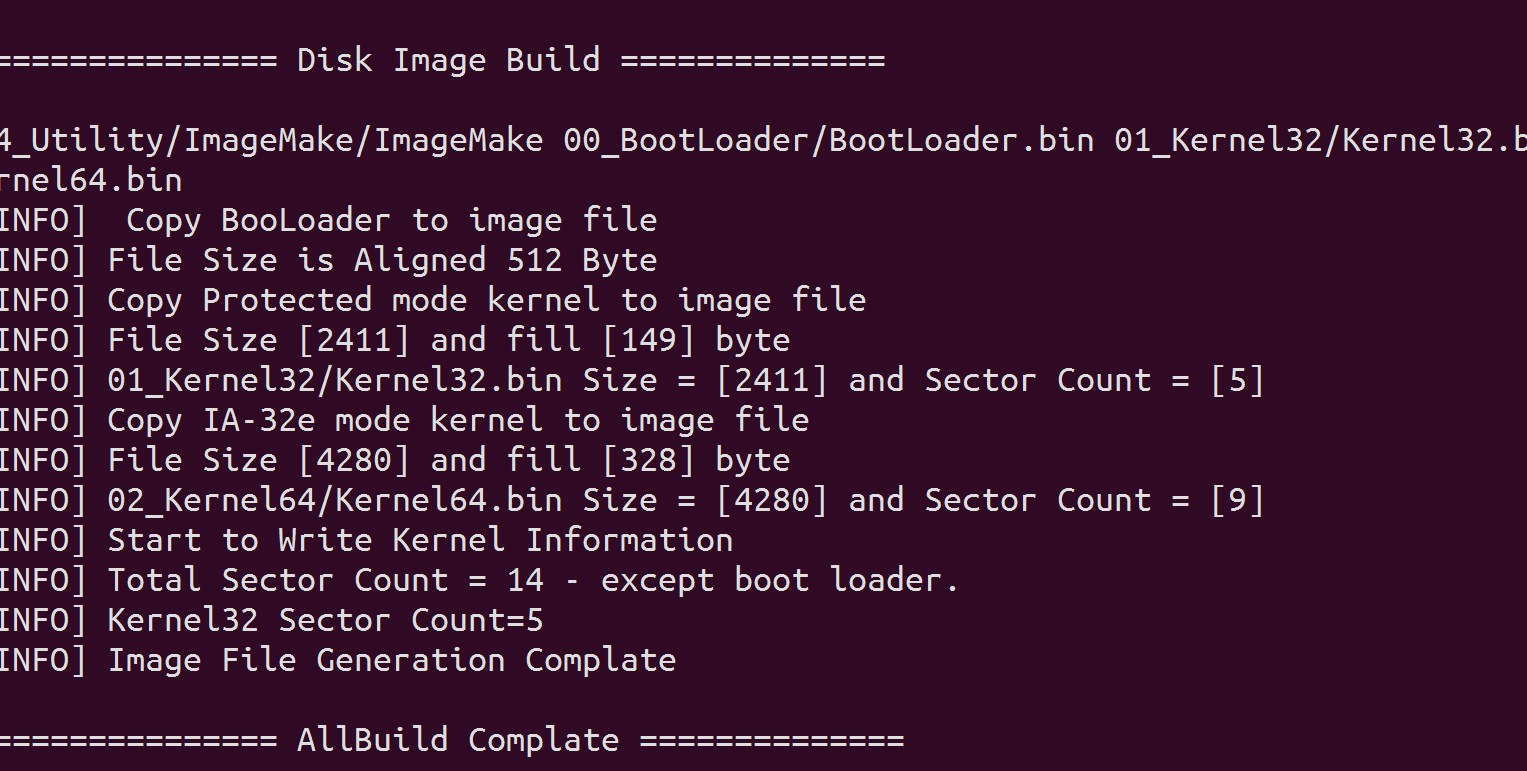 =============== Disk Image Build ==============
4_Utility/ImageMake/ImageMake 00_BootLoader/BootLoader.bin 01_Kernel32/Kernel32.b
rnel64.bin
INFO]  Copy BooLoader to image file
INFO] File Size is Aligned 512 Byte
INFO] Copy Protected mode kernel to image file
INFO] File Size [2411] and fill [149] byte
INFO] 01_Kernel32/Kernel32.bin Size = [2411] and Sector Count = [5]
INFO] Copy IA-32e mode kernel to image file
INFO] File Size [4280] and fill [328] byte
INFO] 02_Kernel64/Kernel64.bin Size = [4280] and Sector Count = [9]
INFO] Start to Write Kernel Information
INFO] Total Sector Count = 14 - except boot loader.
INFO] Kernel32 Sector Count=5
INFO] Image File Generation Complate
=============== AllBuild Complate ==============